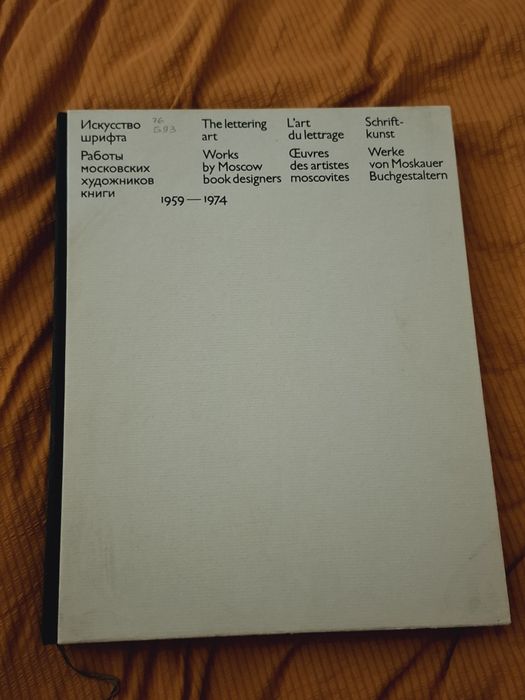 Искусство
шрифта
Работы
московских
художников
книги
76
The lettering
art
Works
by Moscow
book designers
L'art
du lettrage
Œuvres
des artistes
moscovites
Schrift-
kunst
Werke
von Moskauer
Buchgestaltern
1959 — 1974